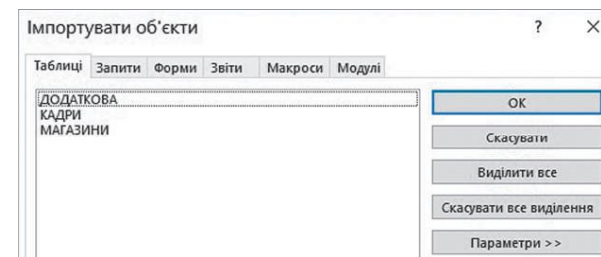 Імпортувати об'єкти ? ×
Таблиці Запити Форми Звіти Макроси Модулі
ДОДАТКОВА
КАДРИ
МАГАЗИНИ
ОК
Скасувати
Виділити все
Скасувати все виділення
Параметри >>